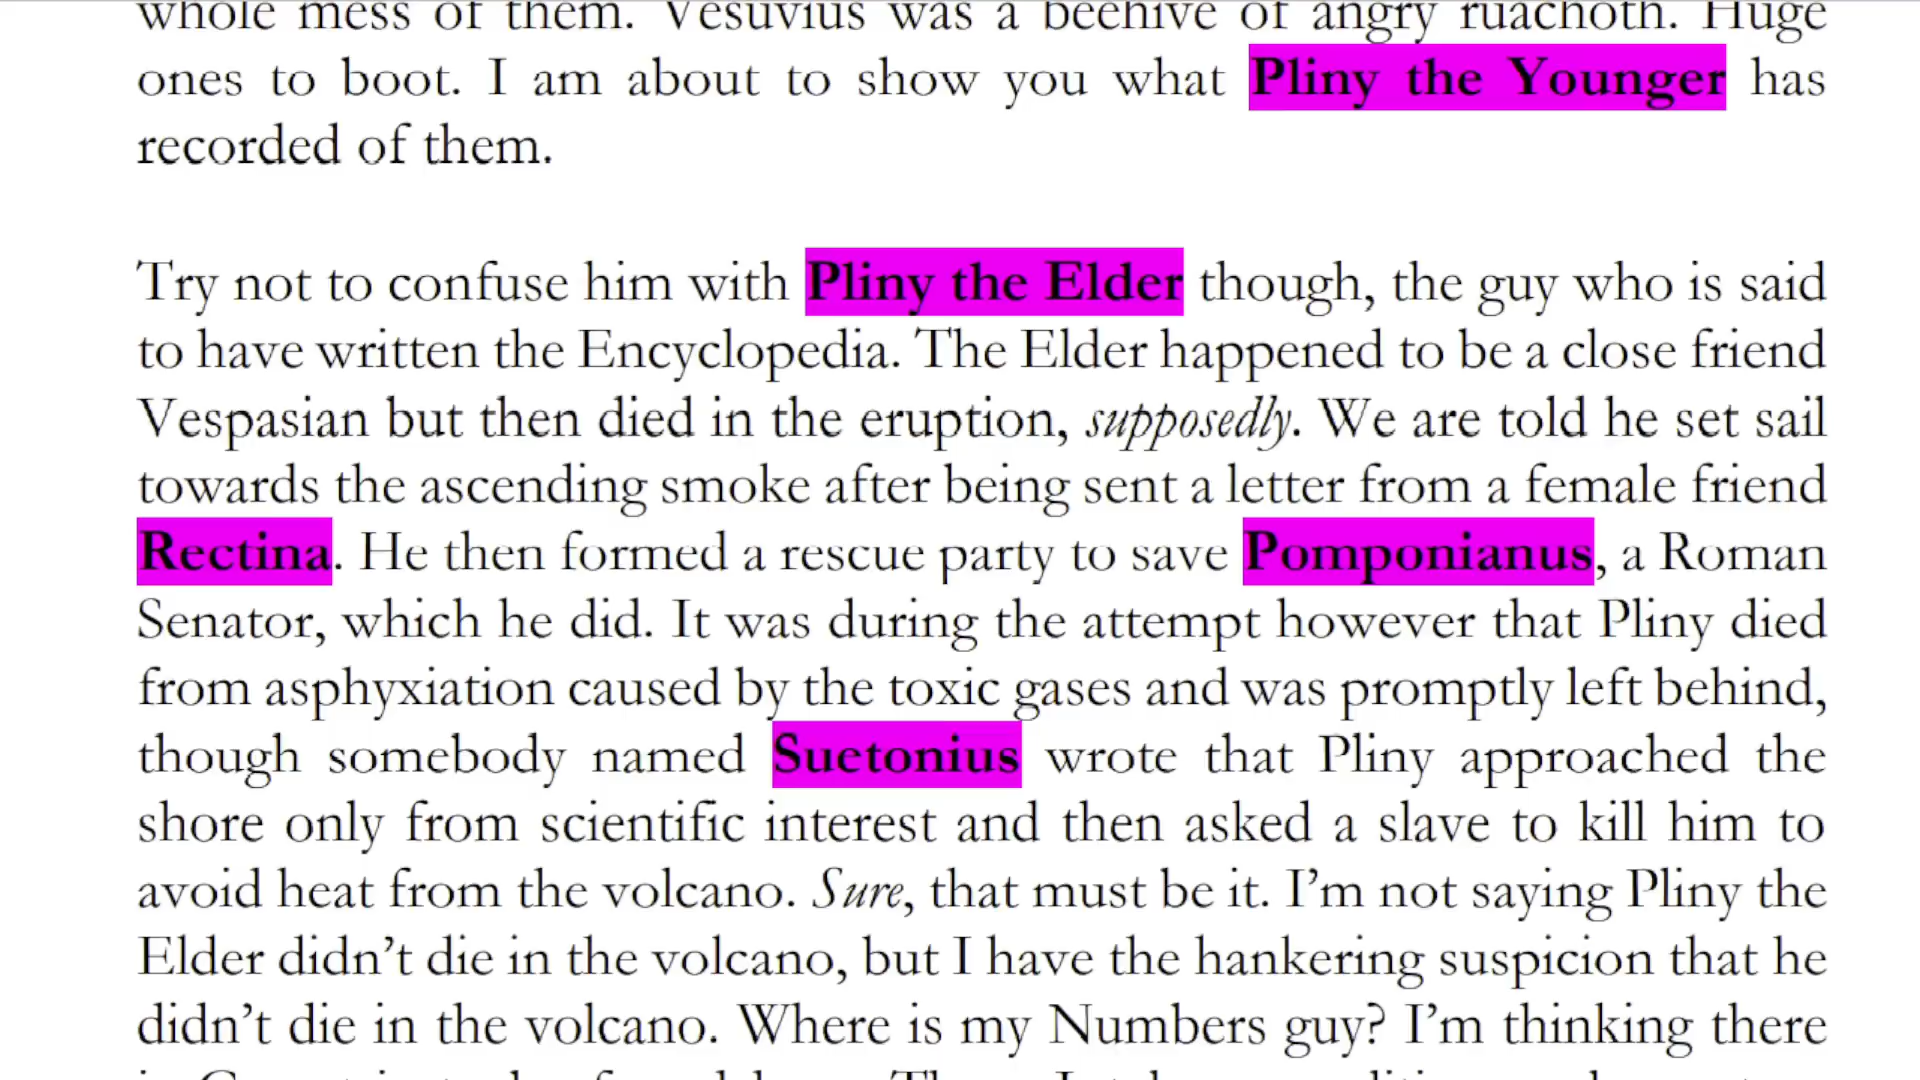 whole mess of them. Vesuvius was a beehive of angry ruachoth. Huge
ones to boot. I am about to show you what Pliny the Younger has
recorded of them.
Try not to confuse him with Pliny the Elder though, the guy who is said
to have written the Encyclopedia. The Elder happened to be a close friend
Vespasian but then died in the eruption, supposedly. We are told he set sail
towards the ascending smoke after being sent a letter from a female friend
Rectina. He then formed a rescue party to save Pomponianus, a Roman
Senator, which he did. It was during the attempt however that Pliny died
from asphyxiation caused by the toxic gases and was promptly left behind,
though somebody named Suetonius wrote that Pliny approached the
shore only from scientific interest and then asked a slave to kill him to
avoid heat from the volcano. Sure, that must be it. I’m not saying Pliny the
Elder didn’t die in the volcano, but I have the hankering suspicion that he
didn’t die in the volcano. Where is my Numbers guy? I’m thinking there